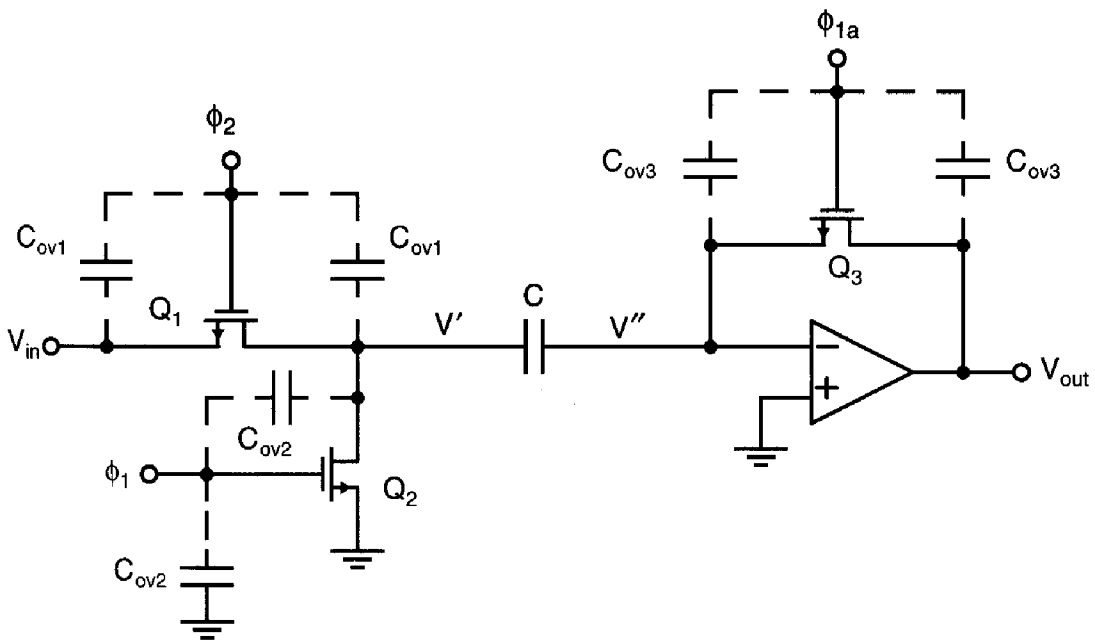 ϕ1a
ϕ2
Cov3
Cov3
Cov1
Cov1
Q3
Q1
C
V'
V"
Vin
−
+
Vout
Cov2
ϕ1
Q2
Cov2